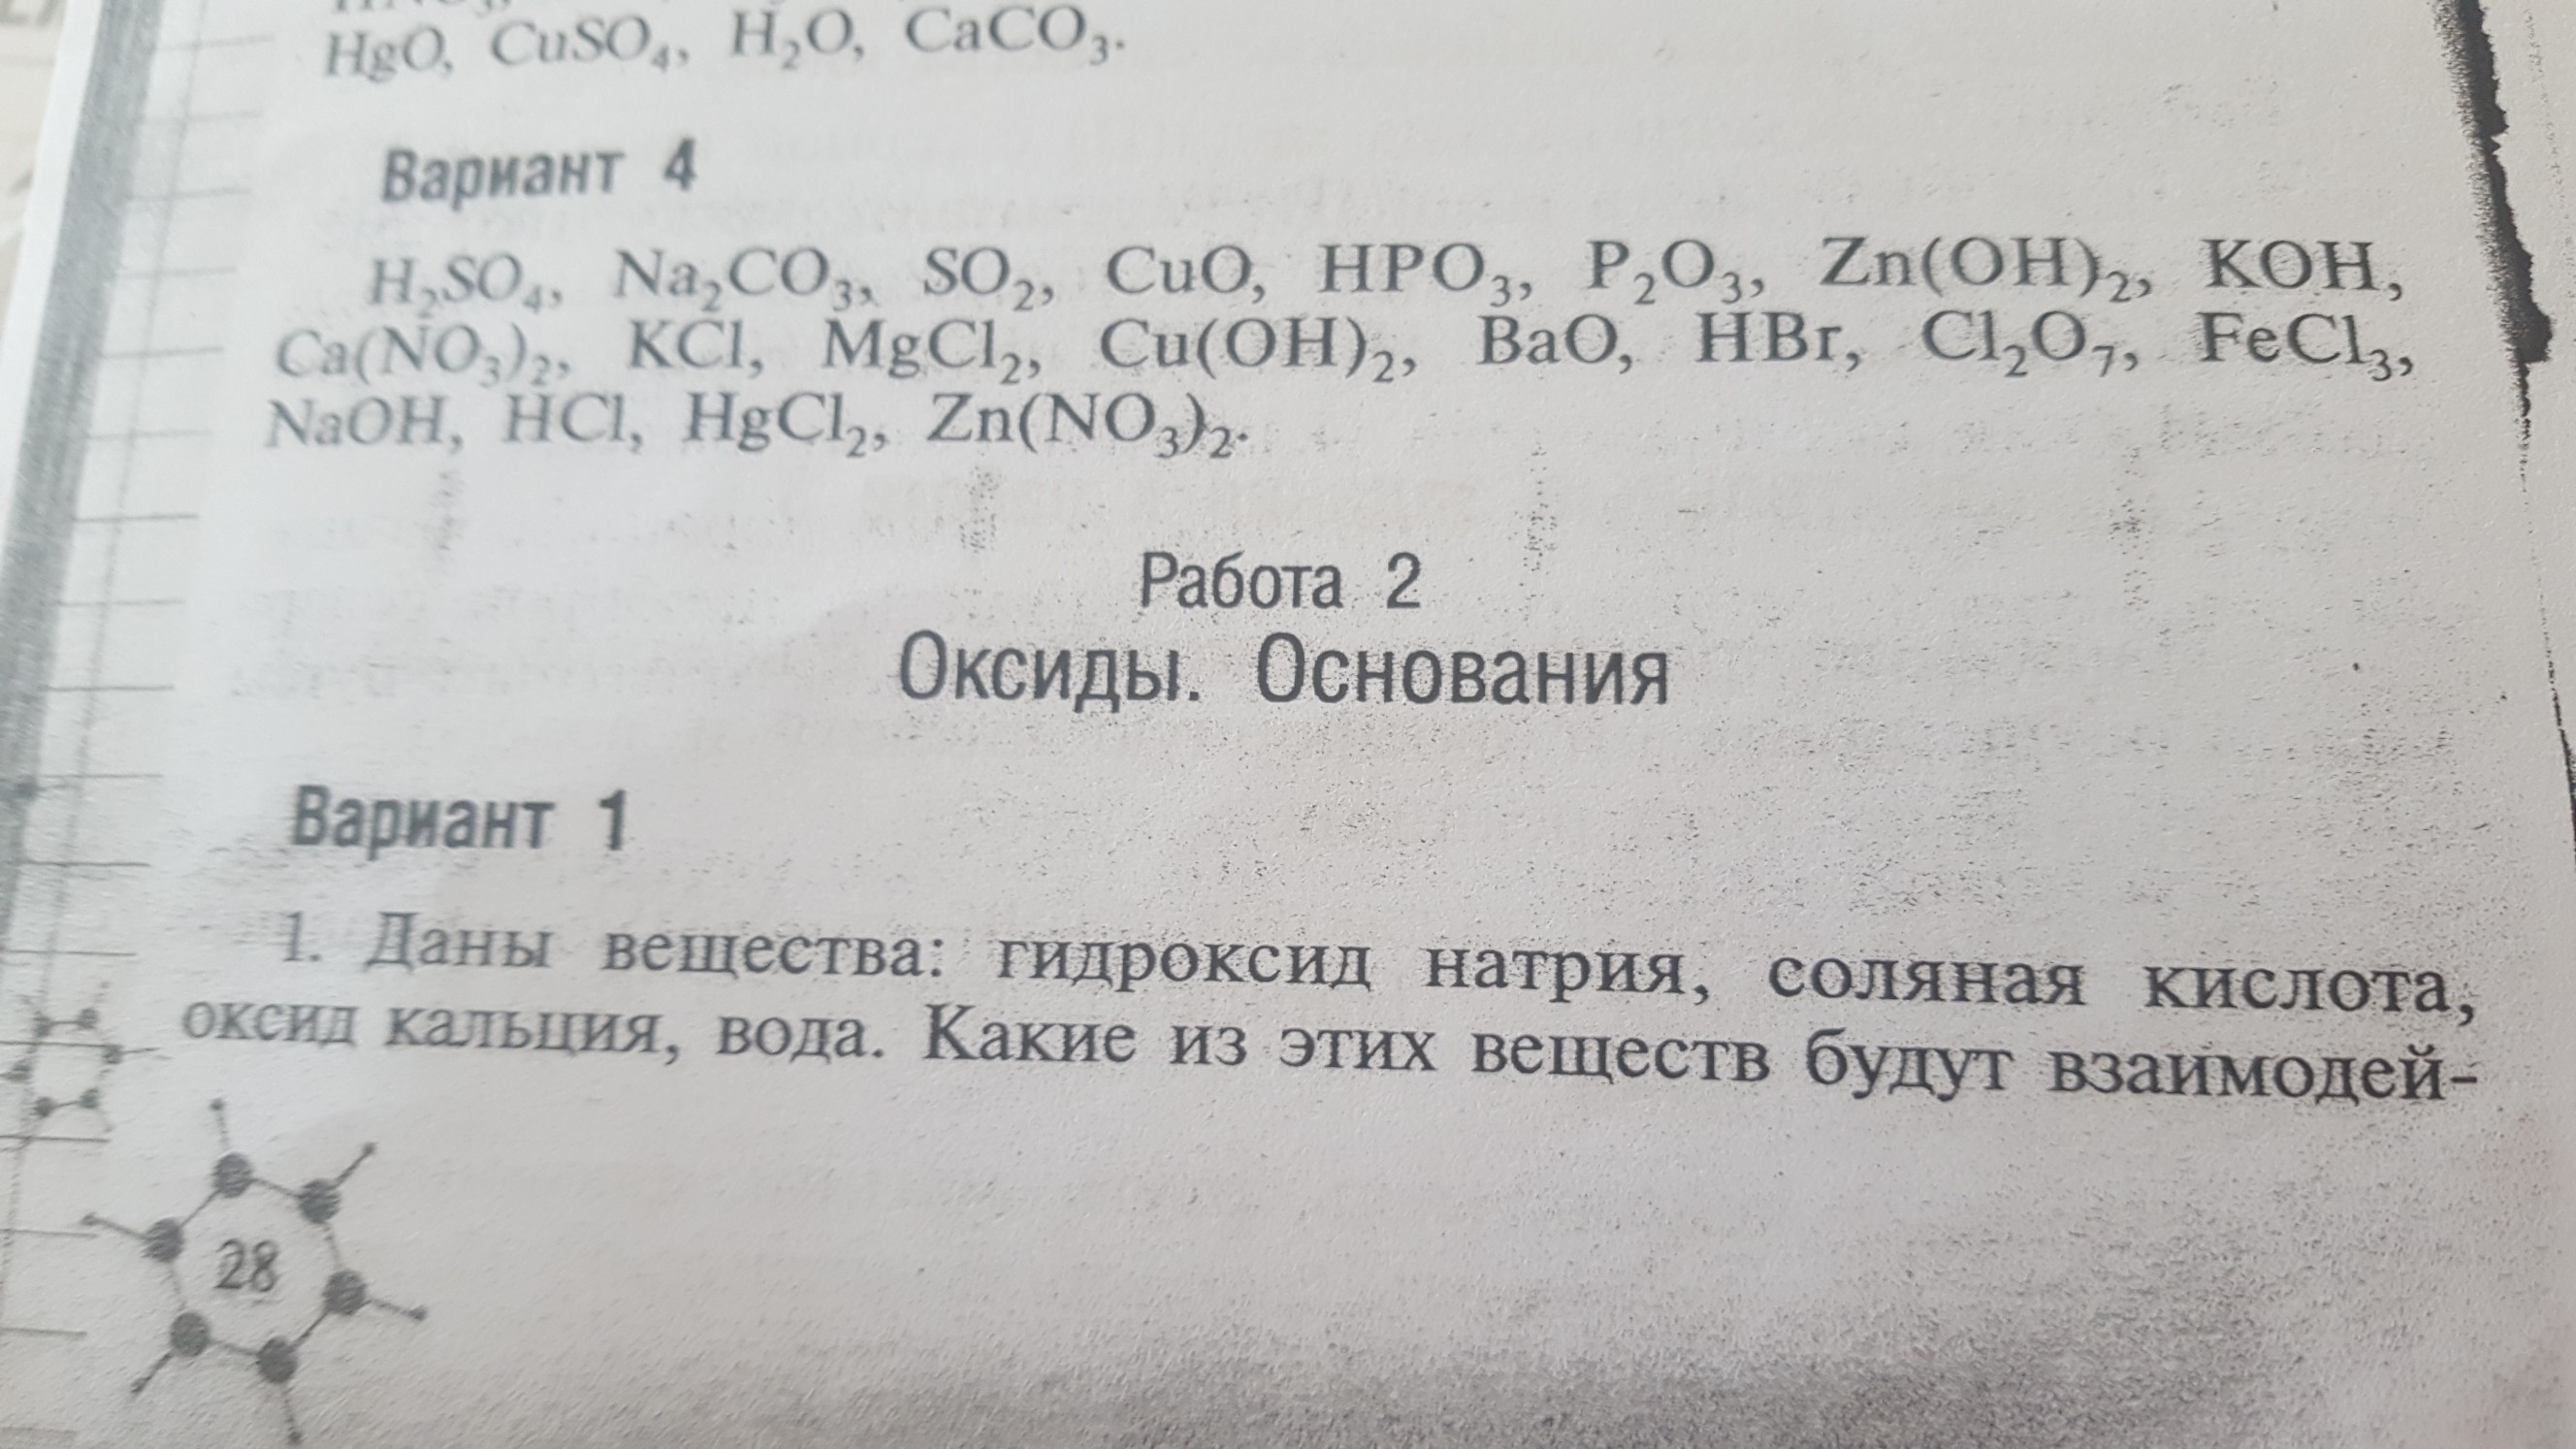 HgO, CuSO₄, H₂O, CaCO₃.
Вариант 4
H₂SO₄, Na₂CO₃, SO₂, CuO, HPO₃, P₂O₃, Zn(OH)₂, KOH,
Ca(NO₃)₂, KCl, MgCl₂, Cu(OH)₂, BaO, HBr, Cl₂O₇, FeCl₃,
NaOH, HCl, HgCl₂, Zn(NO₃)₂.
Работа 2
Оксиды. Основания
Вариант 1
1. Даны вещества: гидроксид натрия, соляная кислота,
оксид кальция, вода. Какие из этих веществ будут взаимодей-
28